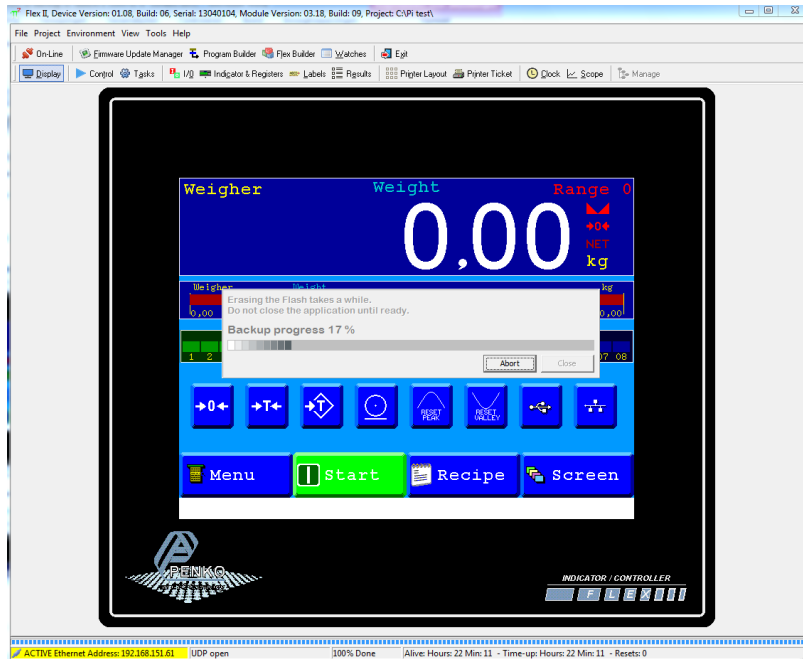 Flex II, Device Version: 01.08, Build: 06, Serial: 13040104, Module Version: 03.18, Build: 09, Project: C:\Pi test\
File Project Environment View Tools Help
On-Line Firmware Update Manager Program Builder Flex Builder Watches Exit
Display Control Tasks I/O Indicator & Registers Labels Results Printer Layout Printer Ticket Clock Scope Manage
Weigher Weight Range 0
0,00
→0←
NET
kg
Weigher Weight kg
0,00 0,00
Erasing the Flash takes a while.
Do not close the application until ready.
Backup progress 17 %
Abort Close
1 2 07 08
→0← →T← →T RESET PEAK RESET VALLEY
Menu Start Recipe Screen
PENKO
INDICATOR / CONTROLLER
FLEX
ACTIVE Ethernet Address: 192.168.151.61 UDP open 100% Done Alive: Hours: 22 Min: 11 - Time-up: Hours: 22 Min: 11 - Resets: 0